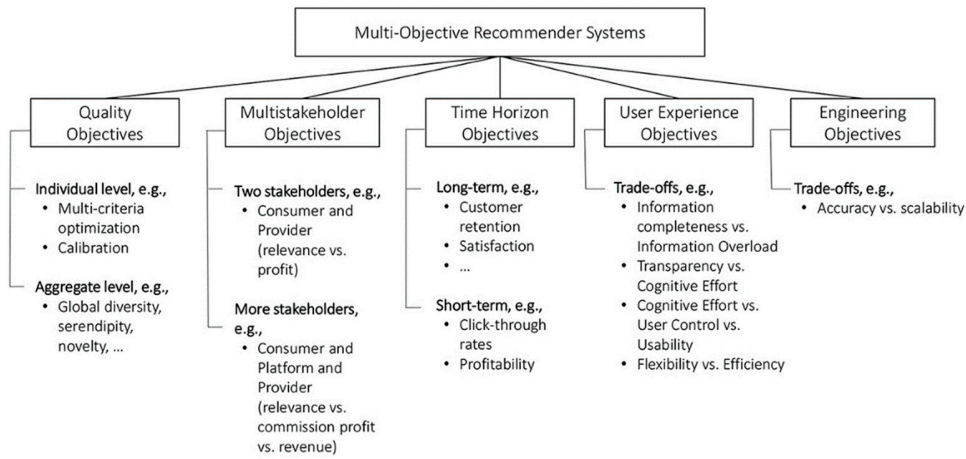 Multi-Objective Recommender Systems
Quality
Objectives
Individual level, e.g.,
• Multi-criteria
optimization
• Calibration
Aggregate level, e.g.,
• Global diversity,
serendipity,
novelty, ...
Multistakeholder
Objectives
Two stakeholders, e.g.,
• Consumer and
Provider
(relevance vs.
profit)
More stakeholders,
e.g.,
• Consumer and
Platform and
Provider
(relevance vs.
commission profit
vs. revenue)
Time Horizon
Objectives
Long-term, e.g.,
• Customer
retention
• Satisfaction
• ...
Short-term, e.g.,
• Click-through
rates
• Profitability
User Experience
Objectives
Trade-offs, e.g.,
• Information
completeness vs.
Information Overload
• Transparency vs.
Cognitive Effort
• Cognitive Effort vs.
User Control vs.
Usability
• Flexibility vs. Efficiency
Engineering
Objectives
Trade-offs, e.g.,
• Accuracy vs. scalability